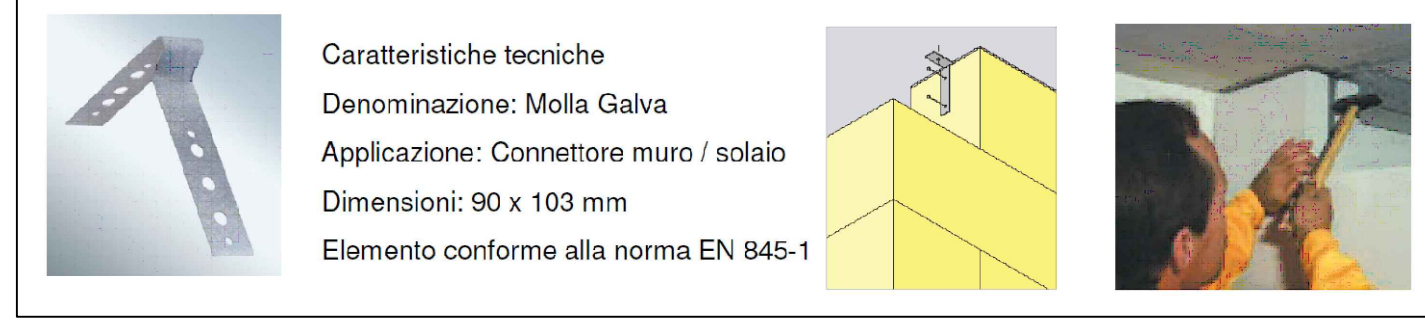 Caratteristiche tecniche
Denominazione: Molla Galva
Applicazione: Connettore muro / solaio
Dimensioni: 90 x 103 mm
Elemento conforme alla norma EN 845-1